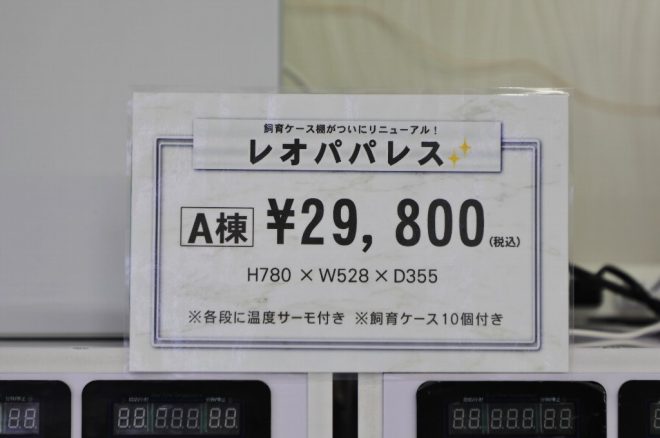 飼育ケース棚がついにリニューアル！
レオパパレス
A棟 ¥29,800(税込)
H780 ×W528×D355
※各段に温度サーモ付き ※飼育ケース10個付き